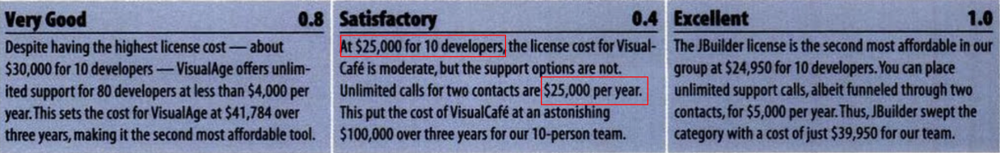 Very Good 0.8
Despite having the highest license cost — about
$30,000 for 10 developers — VisualAge offers unlim-
ited support for 80 developers at less than $4,000 per
year. This sets the cost for VisualAge at $41,784 over
three years, making it the second most affordable tool.
Satisfactory 0.4
At $25,000 for 10 developers, the license cost for Visual-
Café is moderate, but the support options are not.
Unlimited calls for two contacts are $25,000 per year.
This put the cost of VisualCafé at an astonishing
$100,000 over three years for our 10-person team.
Excellent 1.0
The JBuilder license is the second most affordable in our
group at $24,950 for 10 developers. You can place
unlimited support calls, albeit funneled through two
contacts, for $5,000 per year. Thus, JBuilder swept the
category with a cost of just $39,950 for our team.